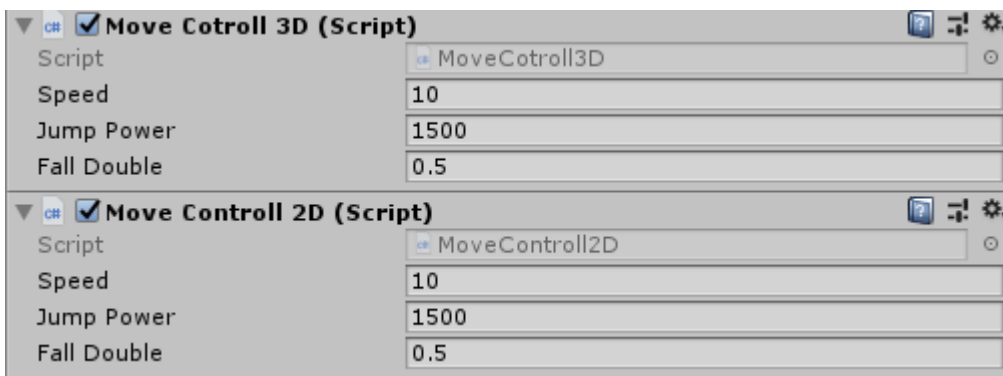 Move Cotroll 3D (Script)
Script MoveCotroll3D
Speed 10
Jump Power 1500
Fall Double 0.5
Move Controll 2D (Script)
Script MoveControll2D
Speed 10
Jump Power 1500
Fall Double 0.5